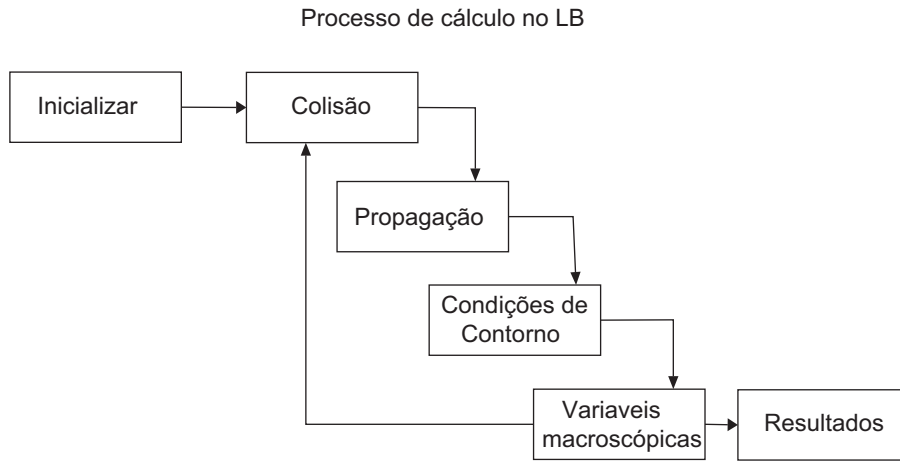 Processo de cálculo no LB
Inicializar
Colisão
Propagação
Condições de
Contorno
Variaveis
macroscópicas
Resultados